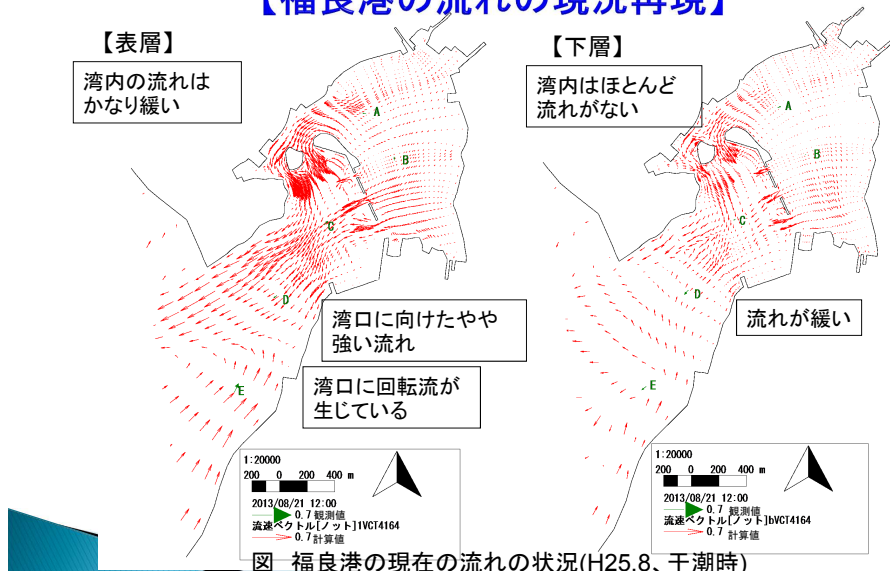 【福良港の流れの現況再現】
【表層】
湾内の流れは
かなり緩い
A
B
C
D
E
湾口に向けたやや
強い流れ
湾口に回転流が
生じている
1:20000
200 0 200 400 m
2013/08/21 12:00
0.7 観測値
流速ベクトル[ノット]1VCT4164
0.7 計算値
【下層】
湾内はほとんど
流れがない
A
B
C
D
E
流れが緩い
1:20000
200 0 200 400 m
2013/08/21 12:00
0.7 観測値
流速ベクトル[ノット]bVCT4164
0.7 計算値
図 福良港の現在の流れの状況(H25.8、干潮時)